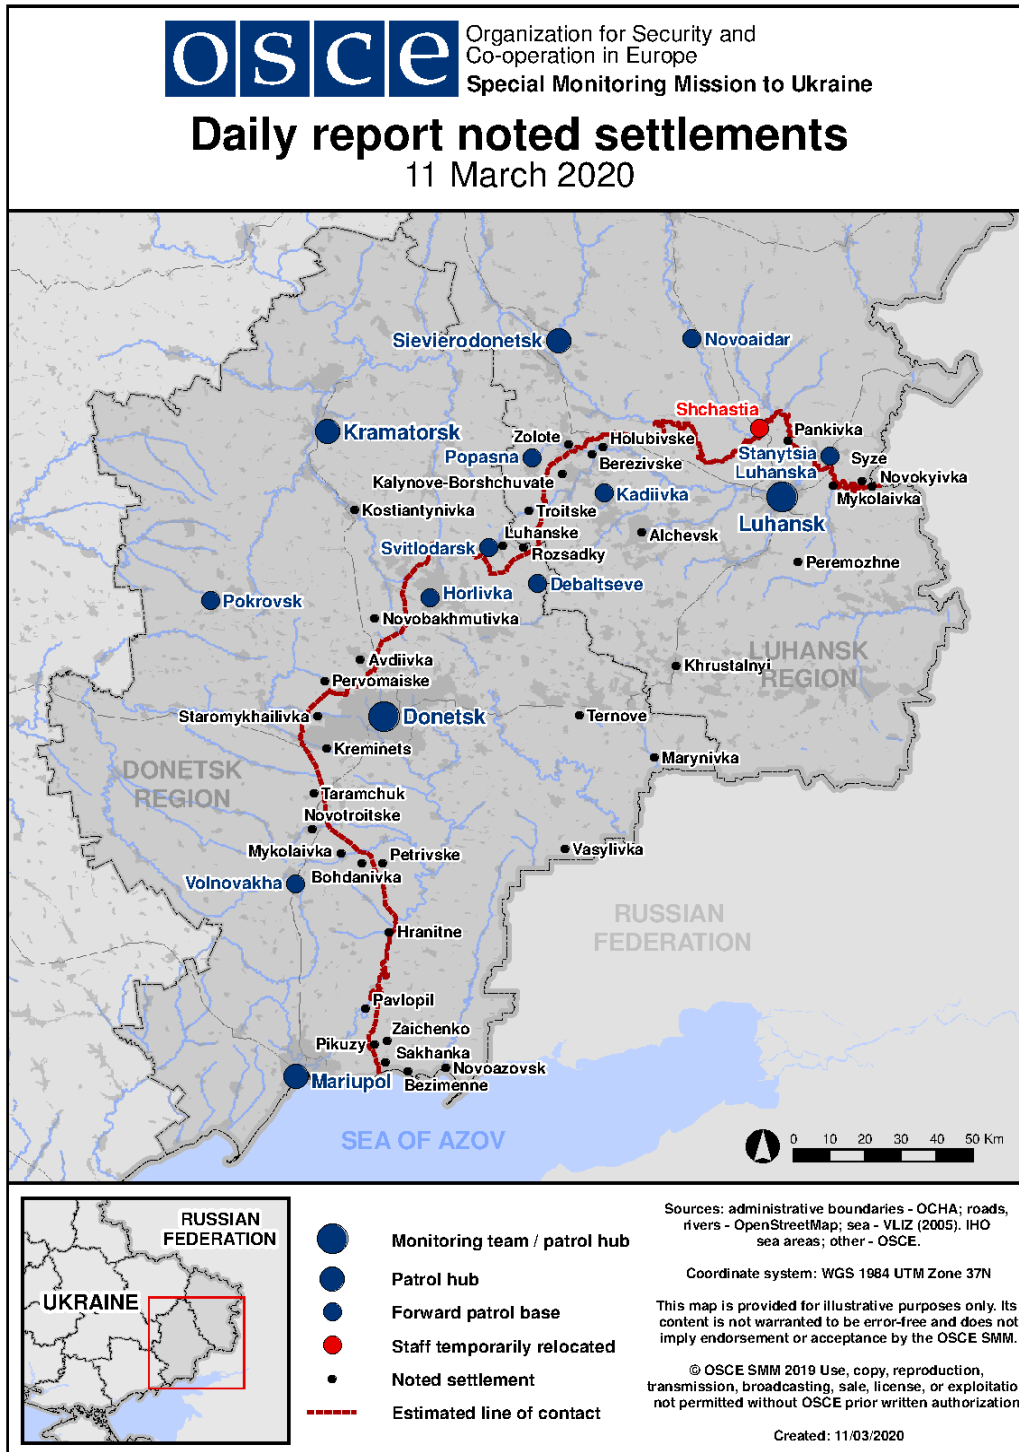 OSCE
Organization for Security and
Co-operation in Europe
Special Monitoring Mission to Ukraine
Daily report noted settlements
11 March 2020
Sievierodonetsk
Novoaidar
Shchastia
Kramatorsk
Zolote
Holubivske
Pankivka
Popasna
Berezivske
Stanytsia
Luhanska
Syze
Kalynove-Borshchuvate
Novokyivka
Kadiivka
Mykolaivka
Kostiantynivka
Troitske
Luhansk
Luhanske
Alchevsk
Svitlodarsk
Rozsadky
Peremozhne
Debaltseve
Horlivka
Pokrovsk
Novobakhmutivka
LUHANSK
REGION
Avdiivka
Khrustalnyi
Pervomaiske
Staromykhailivka
Donetsk
Ternove
Kreminets
Marynivka
DONETSK
REGION
Taramchuk
Novotroitske
Mykolaivka
Petrivske
Vasylivka
Bohdanivka
Volnovakha
RUSSIAN
FEDERATION
Hranitne
Pavlopil
Zaichenko
Pikuzy
Sakhanka
Novoazovsk
Mariupol
Bezimenne
SEA OF AZOV
0 10 20 30 40 50 Km
RUSSIAN
FEDERATION
UKRAINE
Monitoring team / patrol hub
Patrol hub
Forward patrol base
Staff temporarily relocated
Noted settlement
Estimated line of contact
Sources: administrative boundaries - OCHA; roads,
rivers - OpenStreetMap; sea - VLIZ (2005). IHO
sea areas; other - OSCE.
Coordinate system: WGS 1984 UTM Zone 37N
This map is provided for illustrative purposes only. Its
content is not warranted to be error-free and does not
imply endorsement or acceptance by the OSCE SMM.
© OSCE SMM 2019 Use, copy, reproduction,
transmission, broadcasting, sale, license, or exploitatio
not permitted without OSCE prior written authorization
Created: 11/03/2020